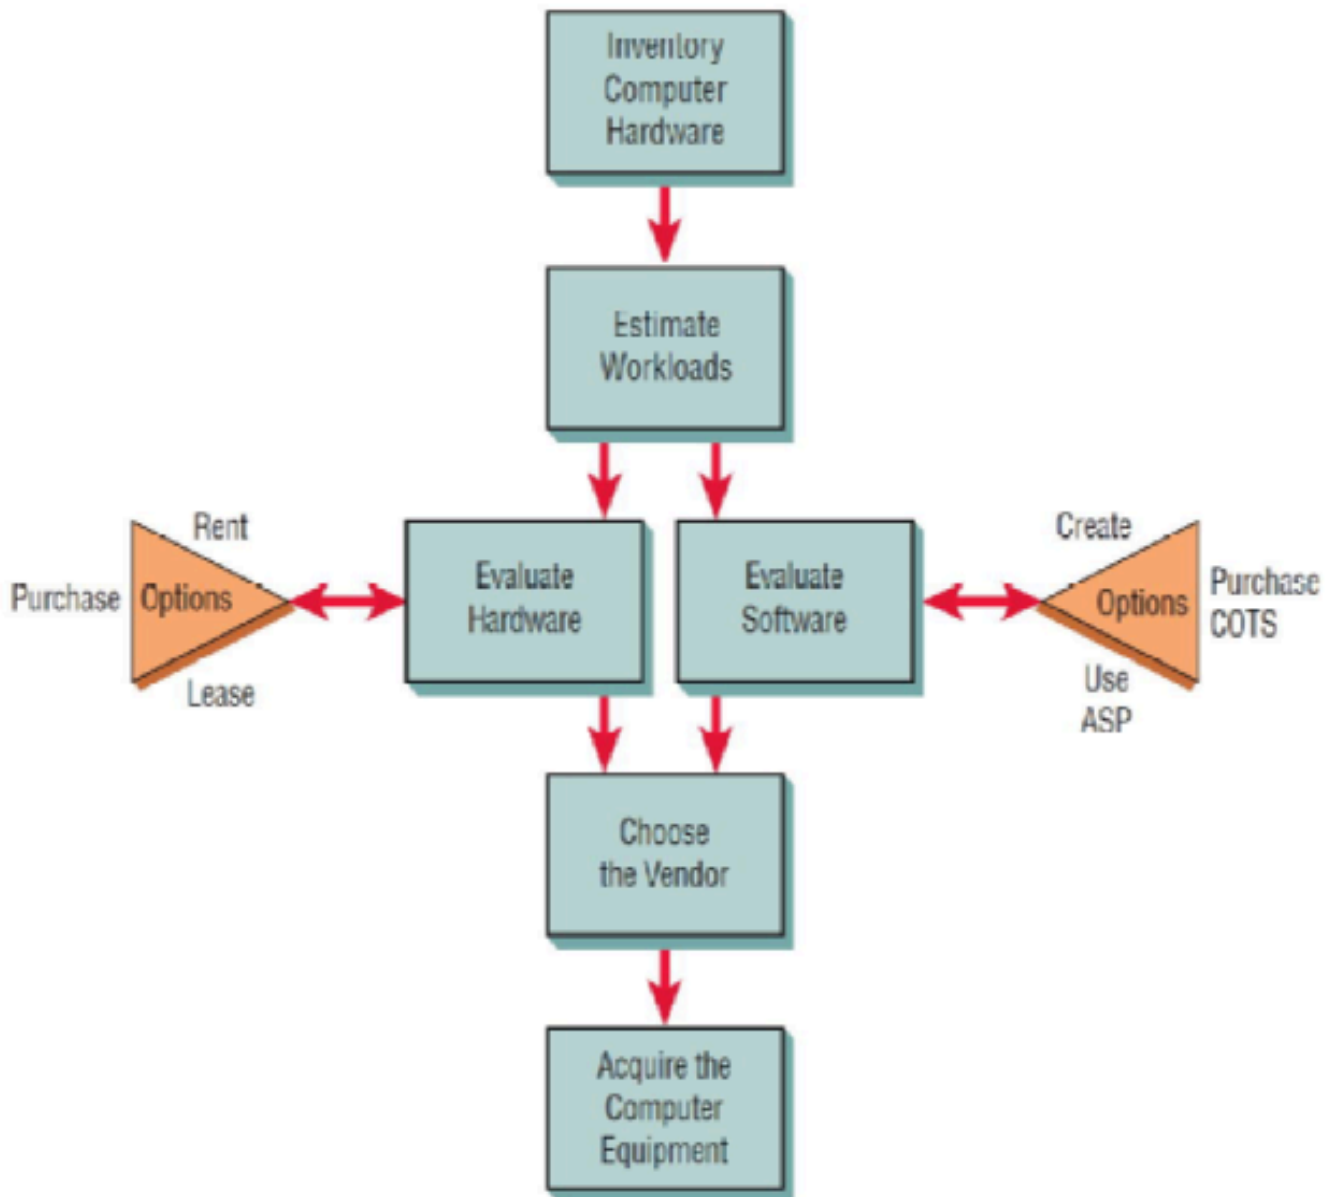 Inventory
Computer
Hardware
Estimate
Workloads
Rent
Purchase
Options
Lease
Evaluate
Hardware
Evaluate
Software
Create
Options
Purchase
COTS
Use
ASP
Choose
the Vendor
Acquire the
Computer
Equipment